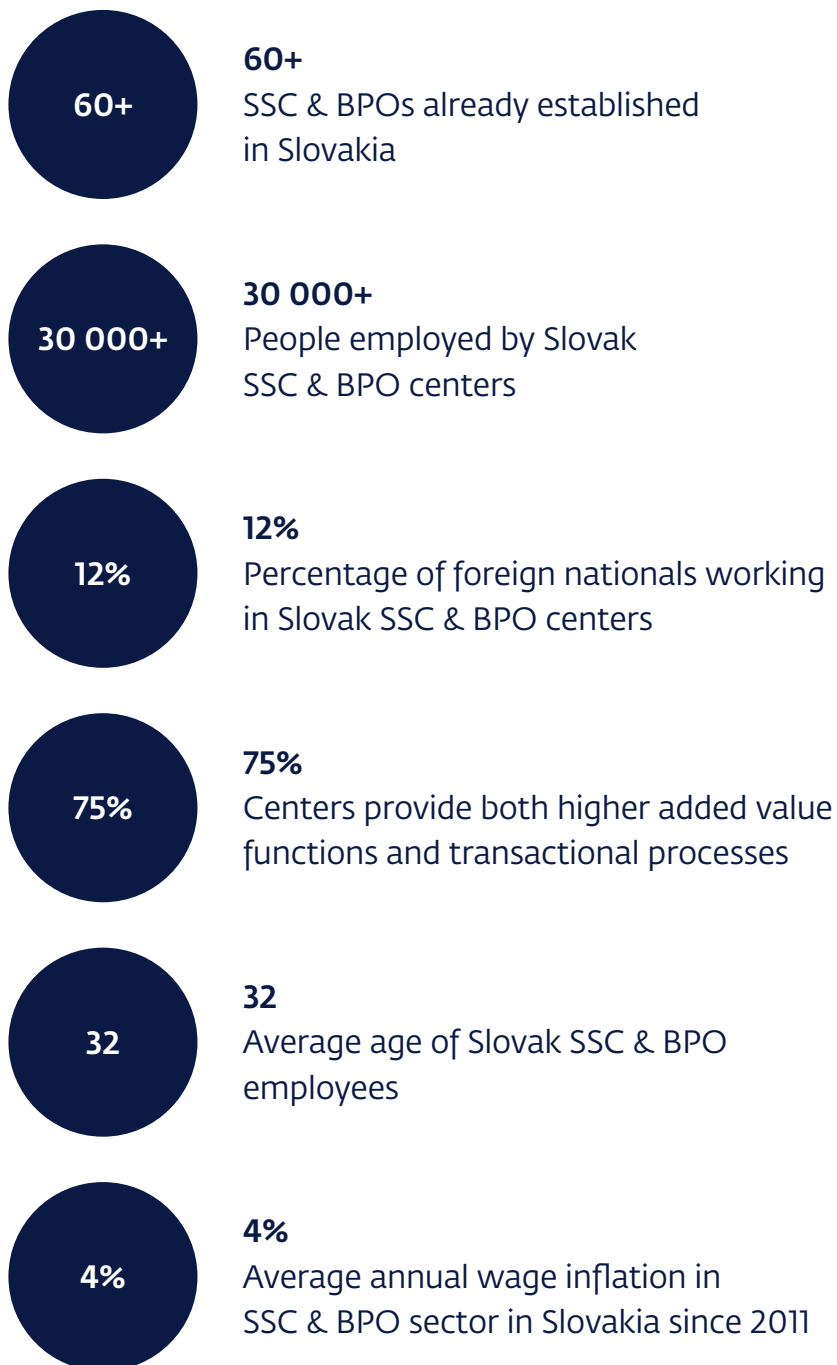 60+
60+
SSC & BPOs already established
in Slovakia
30 000+
30 000+
People employed by Slovak
SSC & BPO centers
12%
12%
Percentage of foreign nationals working
in Slovak SSC & BPO centers
75%
75%
Centers provide both higher added value
functions and transactional processes
32
32
Average age of Slovak SSC & BPO
employees
4%
4%
Average annual wage inflation in
SSC & BPO sector in Slovakia since 2011